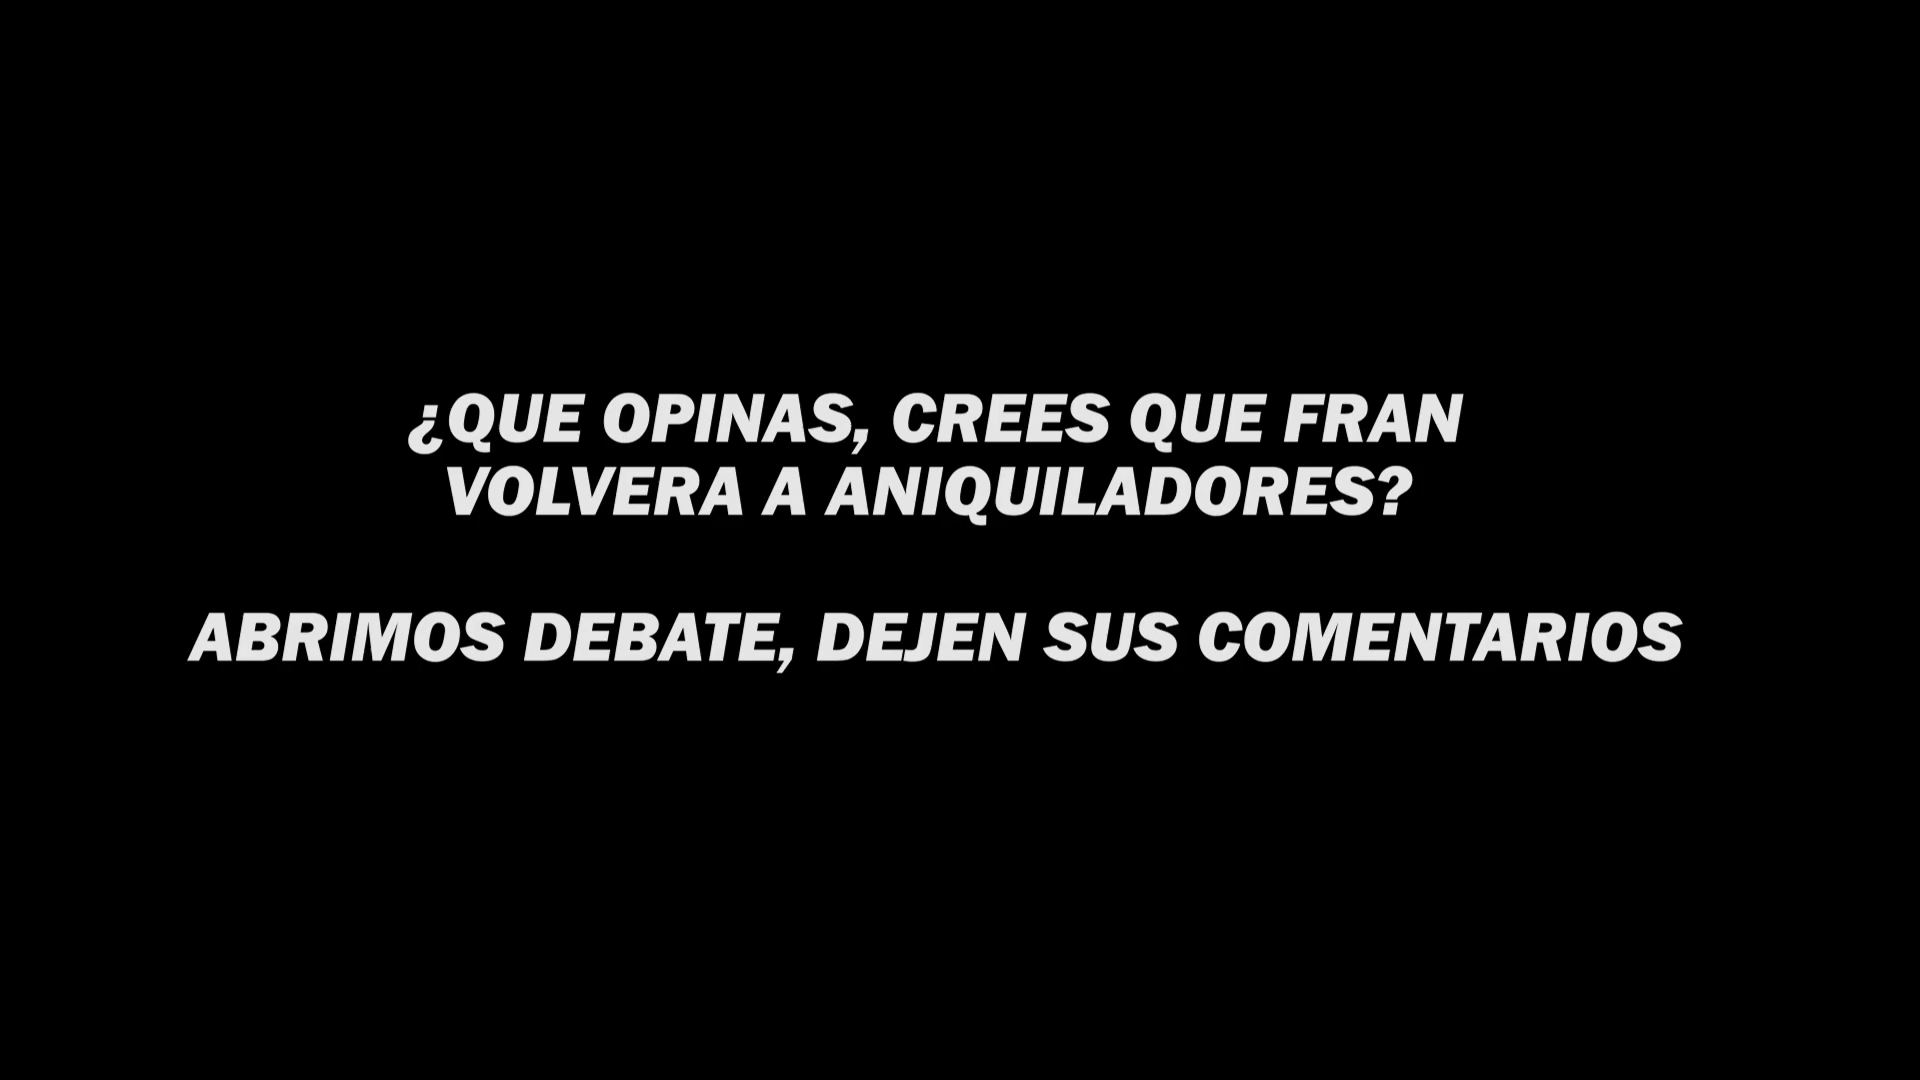 ¿QUE OPINAS, CREES QUE FRAN
VOLVERA A ANIQUILADORES?
ABRIMOS DEBATE, DEJEN SUS COMENTARIOS